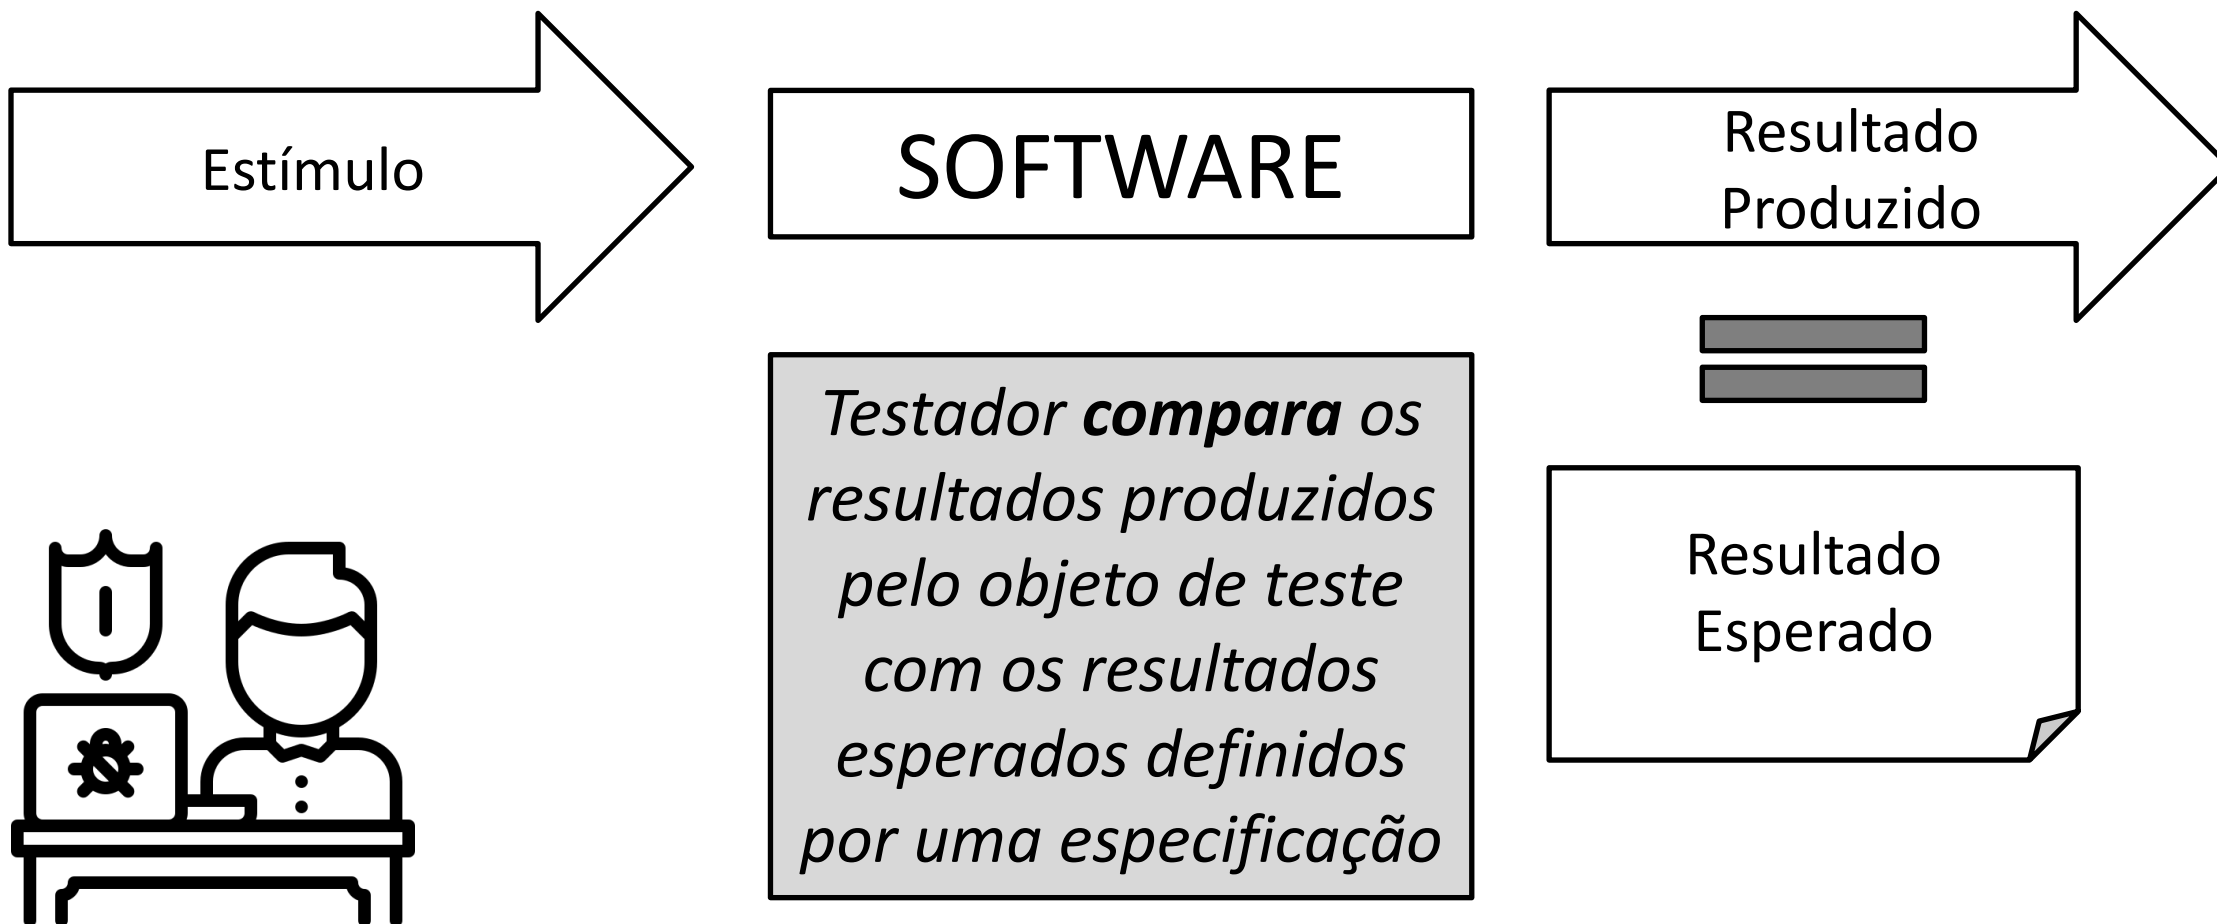 Estímulo
SOFTWARE
Resultado
Produzido
Testador compara os
resultados produzidos
pelo objeto de teste
com os resultados
esperados definidos
por uma especificação
Resultado
Esperado